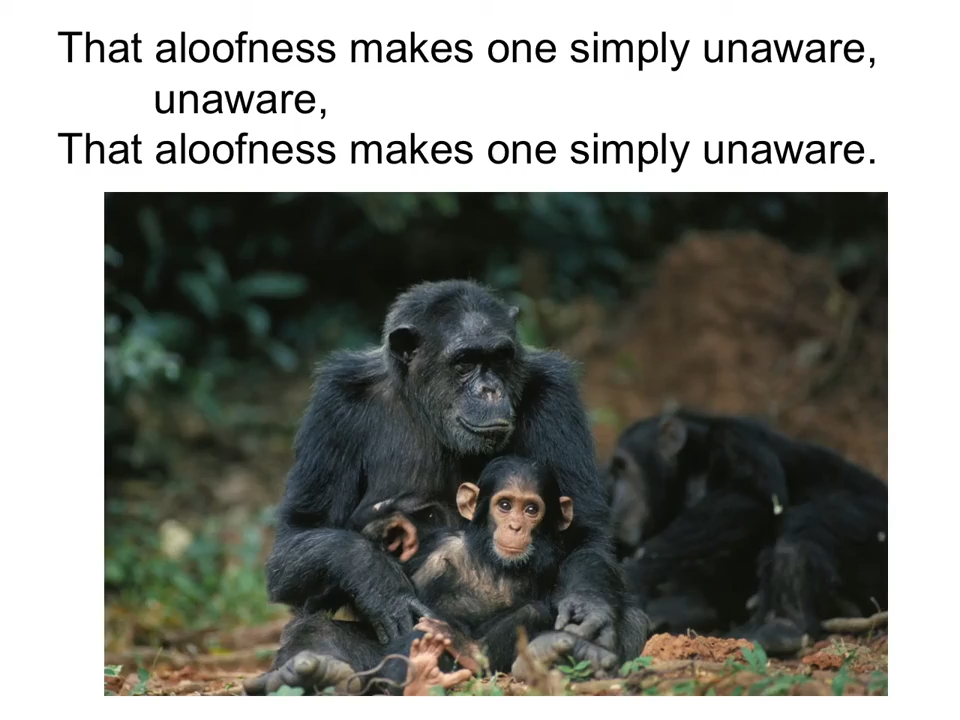 That aloofness makes one simply unaware,
unaware,
That aloofness makes one simply unaware.